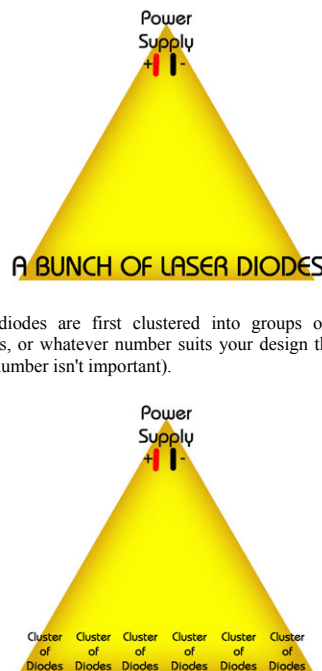 Power
Supply
+ -
A BUNCH OF LASER DIODES
diodes are first clustered into groups o
s, or whatever number suits your design th
number isn't important).
Power
Supply
+ -
Cluster Cluster Cluster Cluster Cluster Cluster
of of of of of of
Diodes Diodes Diodes Diodes Diodes Diodes